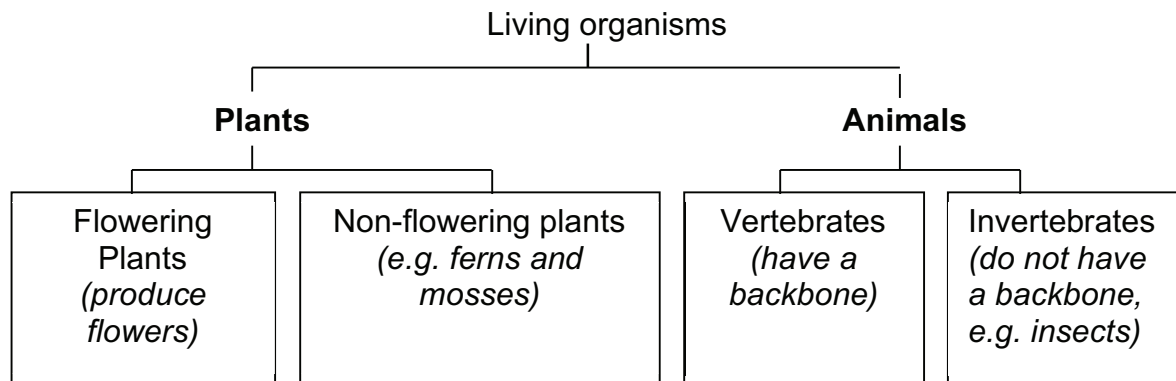 Living organisms
Plants
Animals
Flowering
Plants
(produce
flowers)
Non-flowering plants
(e.g. ferns and
mosses)
Vertebrates
(have a
backbone)
Invertebrates
(do not have
a backbone,
e.g. insects)